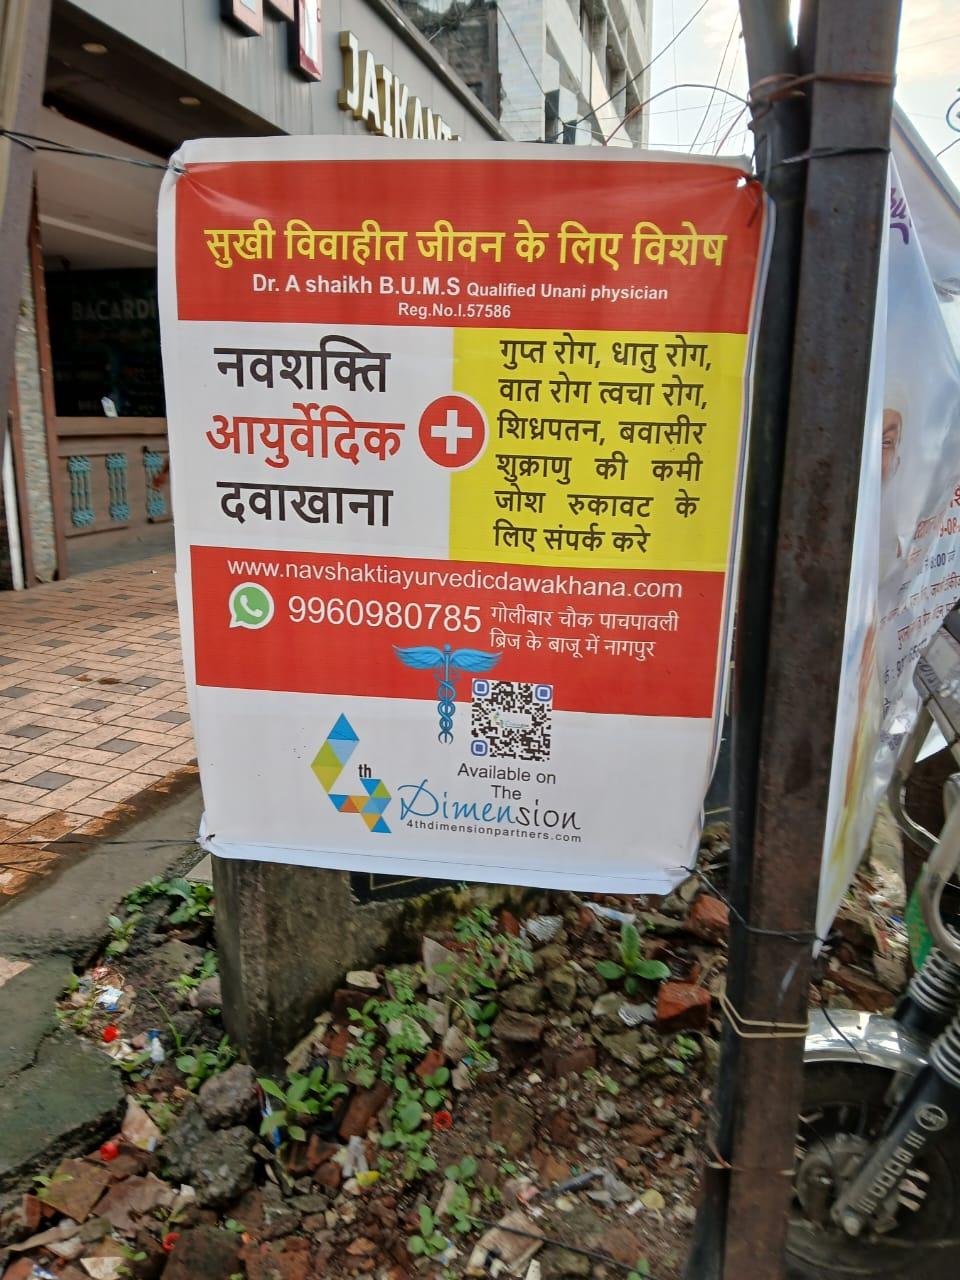 JAIKAM
BACARDI
सुखी विवाहीत जीवन के लिए विशेष
Dr. A shaikh B.U.M.S Qualified Unani physician
Reg.No.I.57586
नवशक्ति
आयुर्वेदिक
दवाखाना
गुप्त रोग, धातु रोग,
वात रोग त्वचा रोग,
शिध्रपतन, बवासीर
शुक्राणु की कमी
जोश रुकावट के
लिए संपर्क करे
www.navshaktiayurvedicdawakhana.com
9960980785
गोलीबार चौक पाचपावली
ब्रिज के बाजू में नागपुर
4th
Available on
The
Dimension
4thdimensionpartners.com